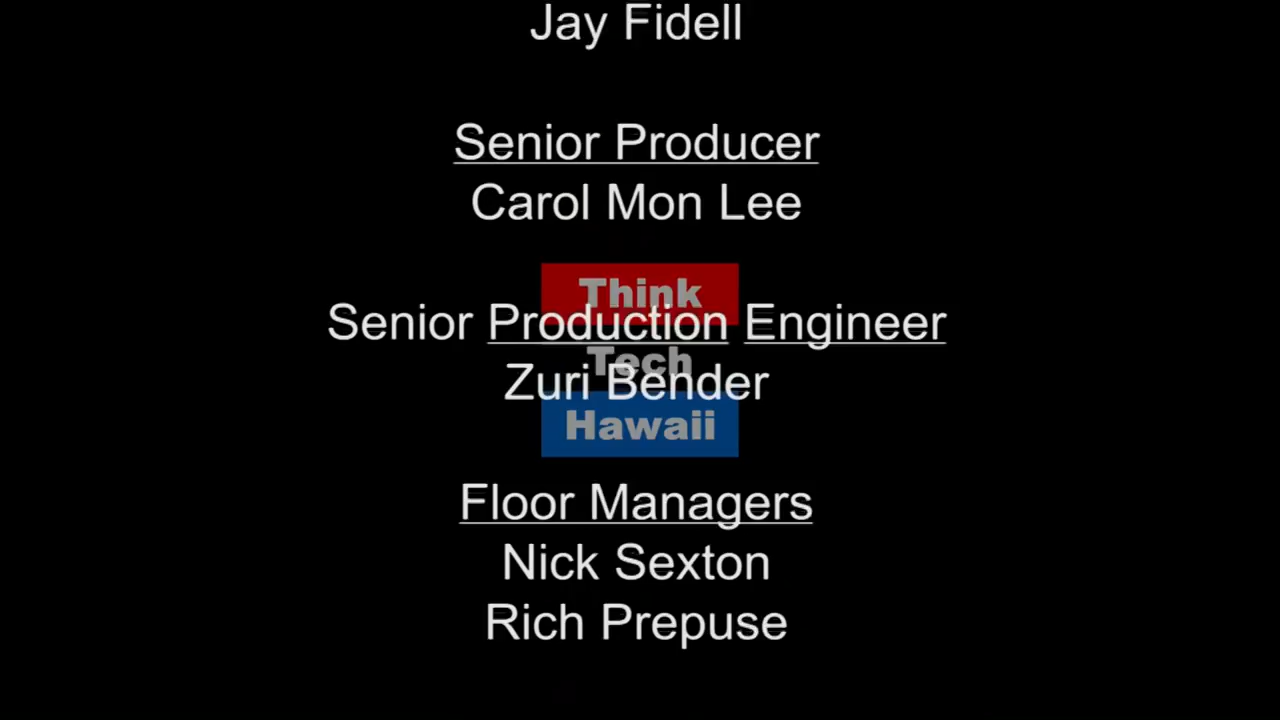 Jay Fidell
Senior Producer
Carol Mon Lee
Think
Senior Production Engineer
Tech
Zuri Bender
Hawaii
Floor Managers
Nick Sexton
Rich Prepuse